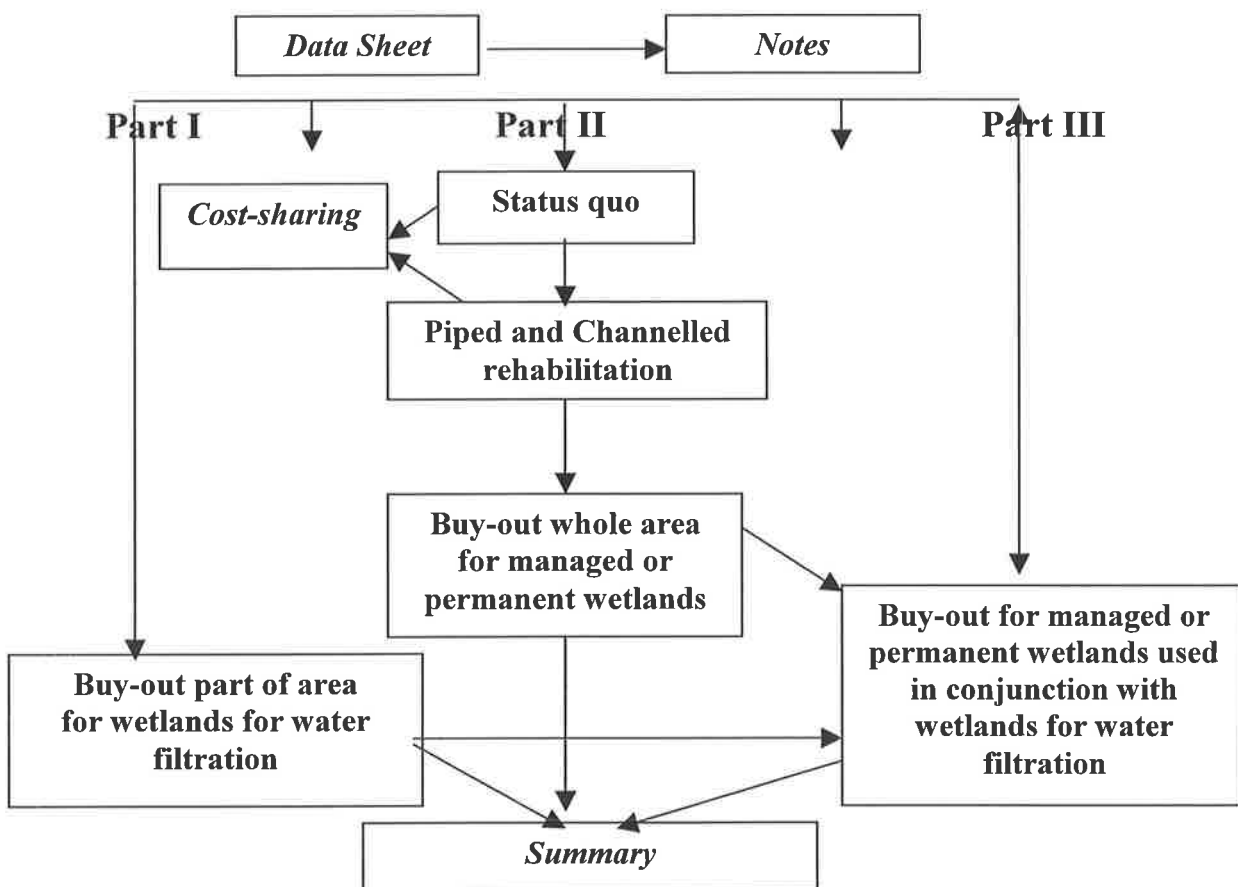 Data Sheet
Notes
Part I
Part II
Part III
Cost-sharing
Status quo
Piped and Channelled
rehabilitation
Buy-out whole area
for managed or
permanent wetlands
Buy-out part of area
for wetlands for water
filtration
Buy-out for managed or
permanent wetlands used
in conjunction with
wetlands for water
filtration
Summary